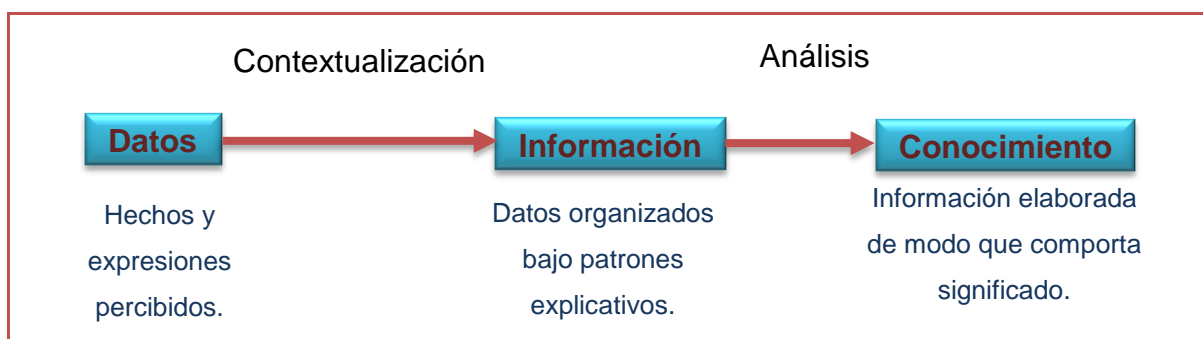 Contextualización
Análisis
Datos
Información
Conocimiento
Hechos y
expresiones
percibidos.
Datos organizados
bajo patrones
explicativos.
Información elaborada
de modo que comporta
significado.